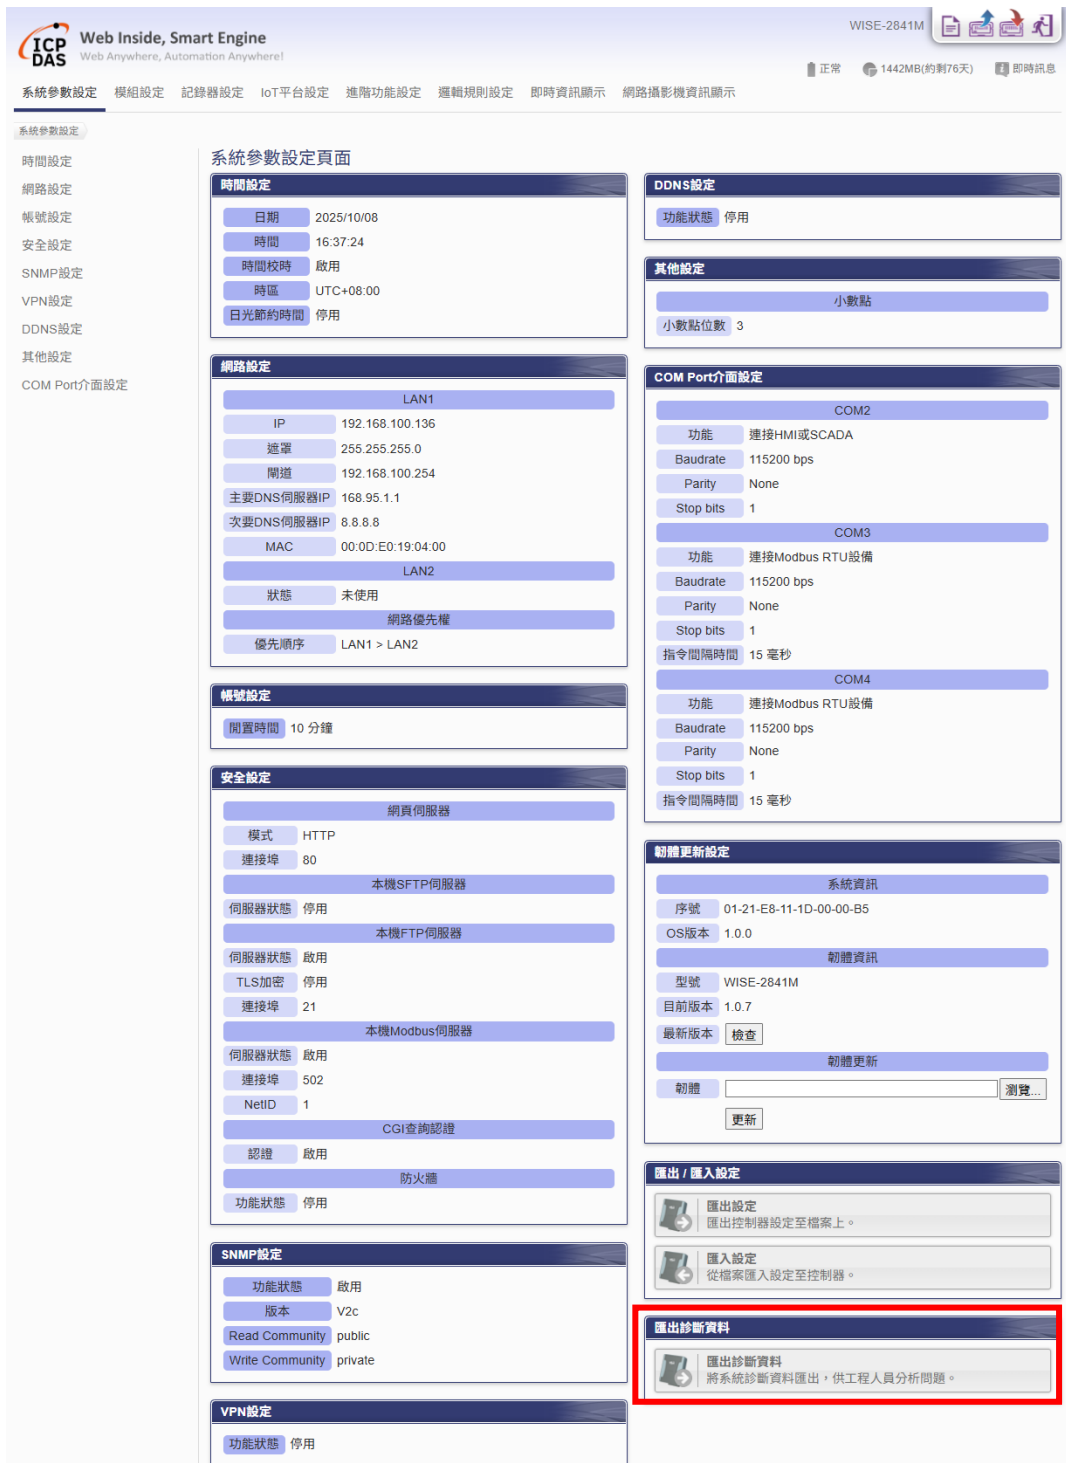 ICP
DAS
Web Inside, Smart Engine
Web Anywhere, Automation Anywhere!
WISE-2841M
正常
1442MB(約剩76天)
即時訊息
系統參數設定
模組設定
記錄器設定
IoT平台設定
進階功能設定
邏輯規則設定
即時資訊顯示
網路攝影機資訊顯示
系統參數設定
時間設定
網路設定
帳號設定
安全設定
SNMP設定
VPN設定
DDNS設定
其他設定
COM Port介面設定
系統參數設定頁面
時間設定
日期 2025/10/08
時間 16:37:24
時間校時 啟用
時區 UTC+08:00
日光節約時間 停用
網路設定
LAN1
IP 192.168.100.136
遮罩 255.255.255.0
閘道 192.168.100.254
主要DNS伺服器IP 168.95.1.1
次要DNS伺服器IP 8.8.8.8
MAC 00:0D:E0:19:04:00
LAN2
狀態 未使用
網路優先權
優先順序 LAN1 > LAN2
帳號設定
閒置時間 10 分鐘
安全設定
網頁伺服器
模式 HTTP
連接埠 80
本機SFTP伺服器
伺服器狀態 停用
本機FTP伺服器
伺服器狀態 啟用
TLS加密 停用
連接埠 21
本機Modbus伺服器
伺服器狀態 啟用
連接埠 502
NetID 1
CGI查詢認證
認證 啟用
防火牆
功能狀態 停用
SNMP設定
功能狀態 啟用
版本 V2c
Read Community public
Write Community private
VPN設定
功能狀態 停用
DDNS設定
功能狀態 停用
其他設定
小數點
小數點位數 3
COM Port介面設定
COM2
功能 連接HMI或SCADA
Baudrate 115200 bps
Parity None
Stop bits 1
COM3
功能 連接Modbus RTU設備
Baudrate 115200 bps
Parity None
Stop bits 1
指令間隔時間 15 毫秒
COM4
功能 連接Modbus RTU設備
Baudrate 115200 bps
Parity None
Stop bits 1
指令間隔時間 15 毫秒
韌體更新設定
系統資訊
序號 01-21-E8-11-1D-00-00-B5
OS版本 1.0.0
韌體資訊
型號 WISE-2841M
目前版本 1.0.7
最新版本 檢查
韌體更新
韌體 瀏覽...
更新
匯出 / 匯入設定
匯出設定
匯出控制器設定至檔案上。
匯入設定
從檔案匯入設定至控制器。
匯出診斷資料
匯出診斷資料
將系統診斷資料匯出，供工程人員分析問題。